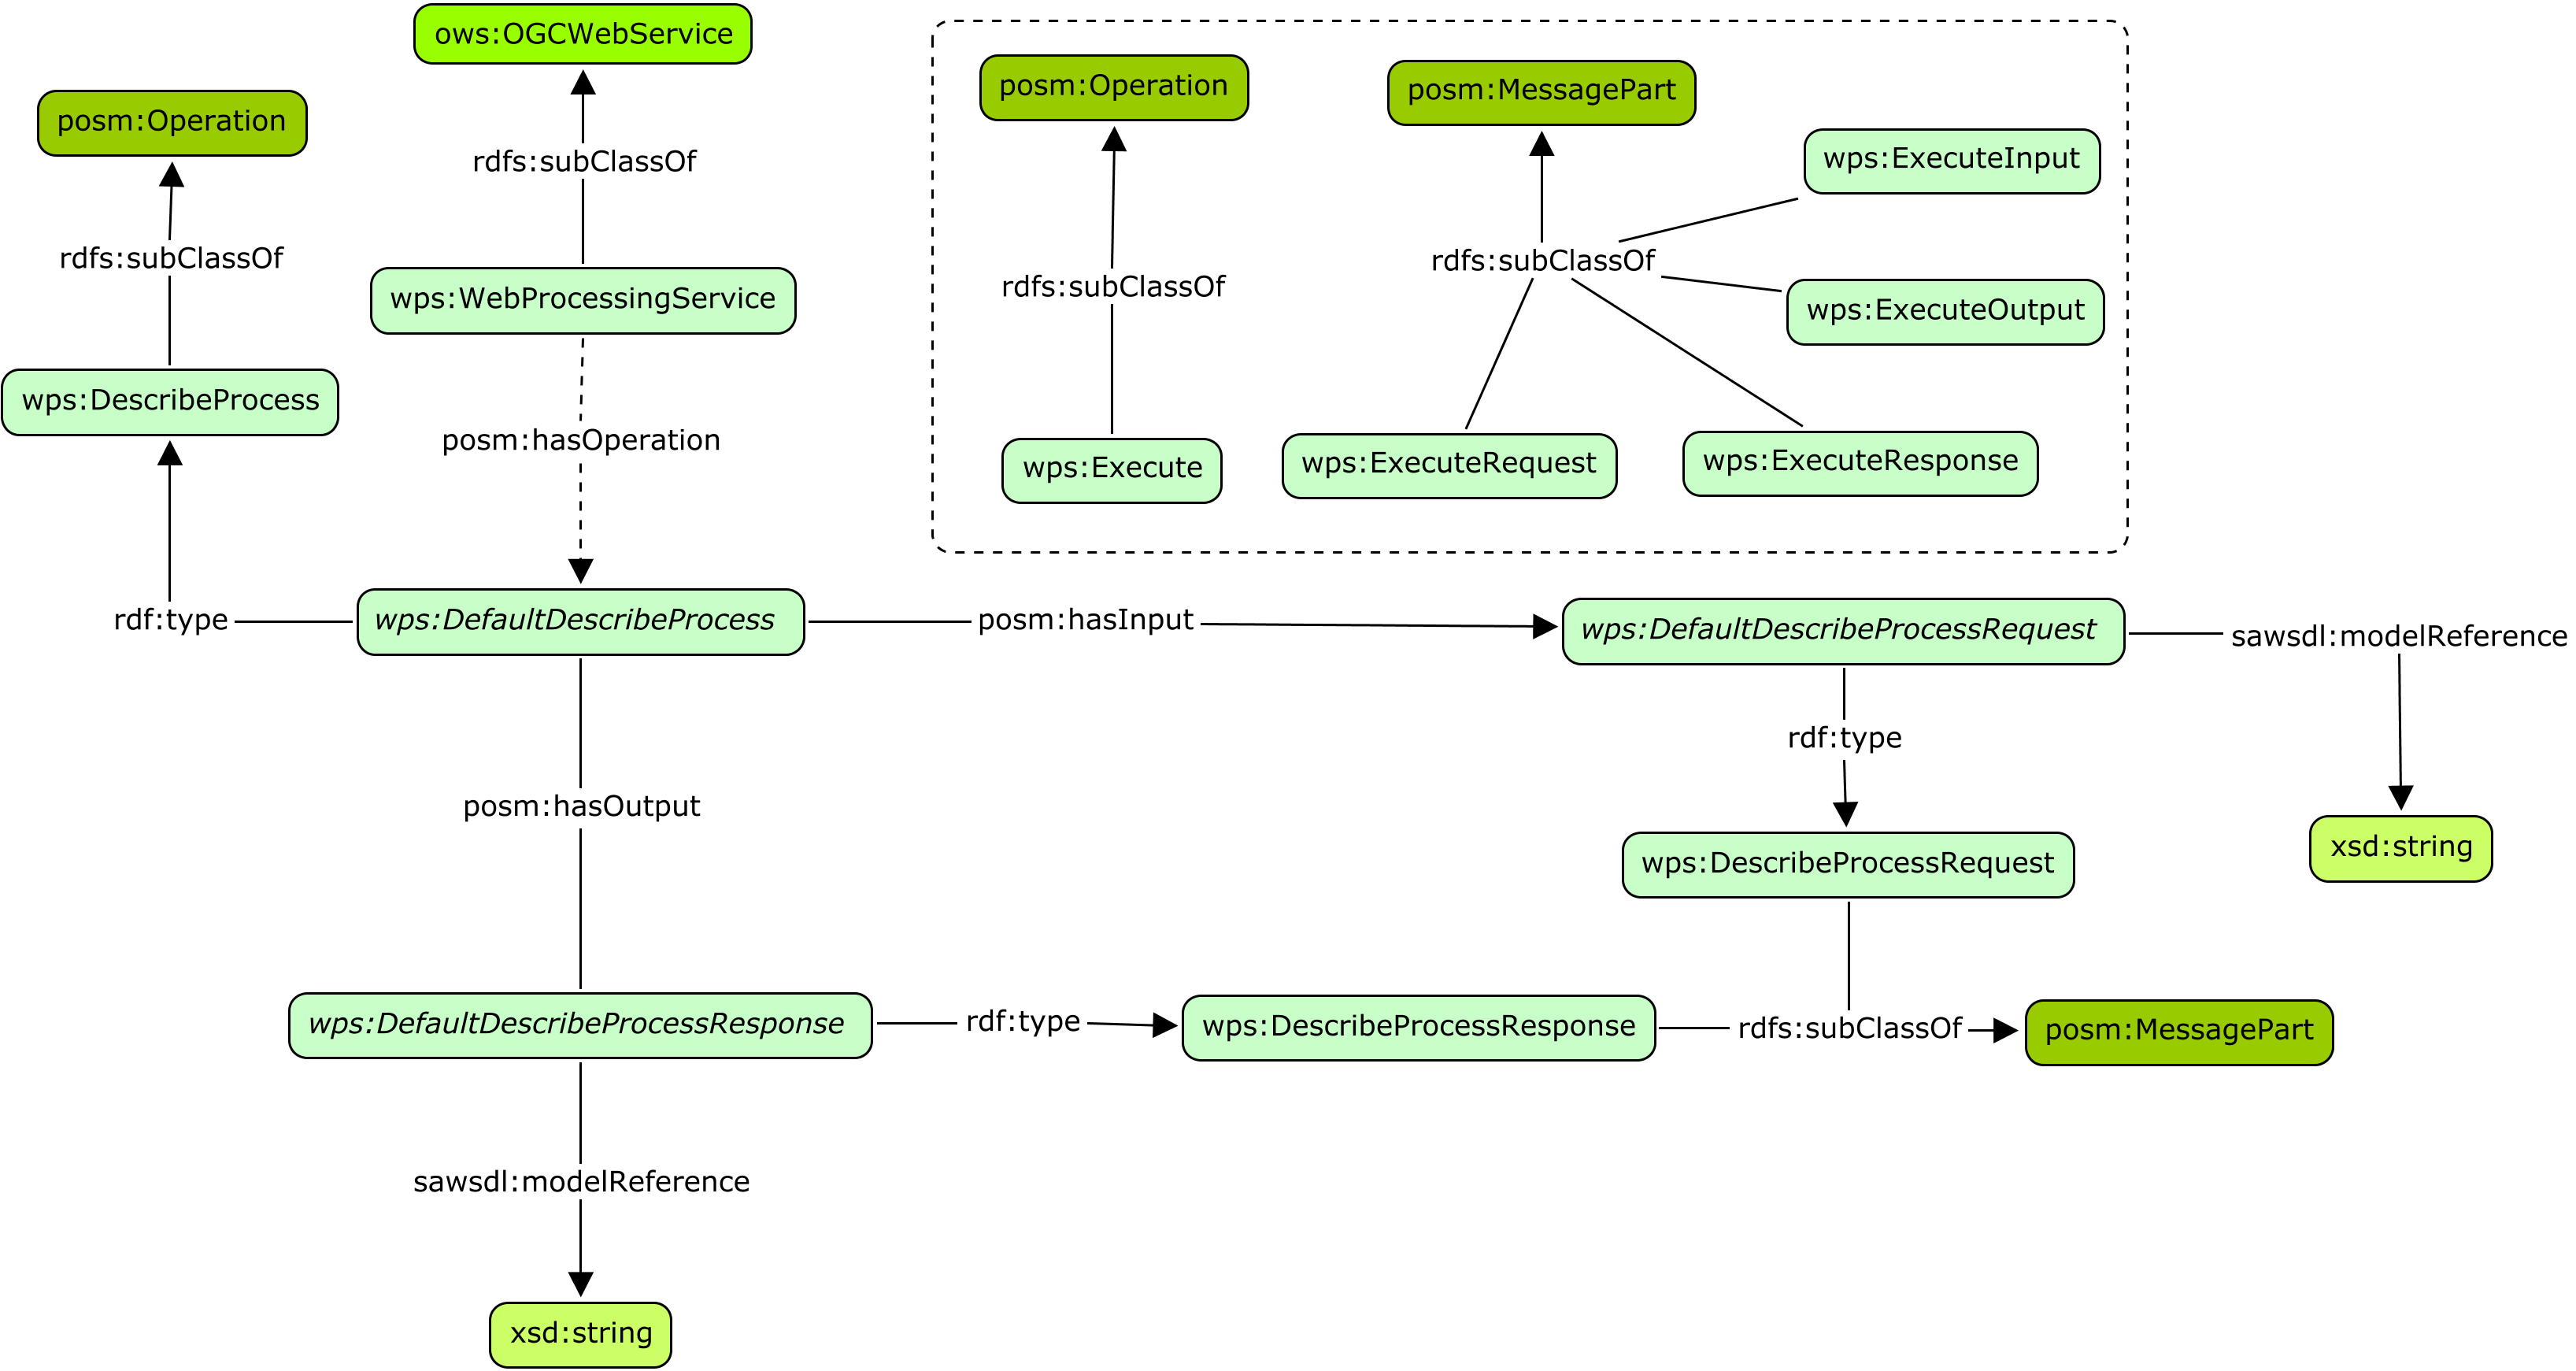 ows:OGCWebService
posm:Operation
rdfs:subClassOf
rdfs:subClassOf
wps:WebProcessingService
wps:DescribeProcess
posm:hasOperation
posm:Operation
posm:MessagePart
wps:ExecuteInput
rdfs:subClassOf
rdfs:subClassOf
wps:ExecuteOutput
wps:Execute
wps:ExecuteRequest
wps:ExecuteResponse
rdf:type
wps:DefaultDescribeProcess
posm:hasInput
wps:DefaultDescribeProcessRequest
sawsdl:modelReference
rdf:type
posm:hasOutput
wps:DescribeProcessRequest
xsd:string
wps:DefaultDescribeProcessResponse
rdf:type
wps:DescribeProcessResponse
rdfs:subClassOf
posm:MessagePart
sawsdl:modelReference
xsd:string